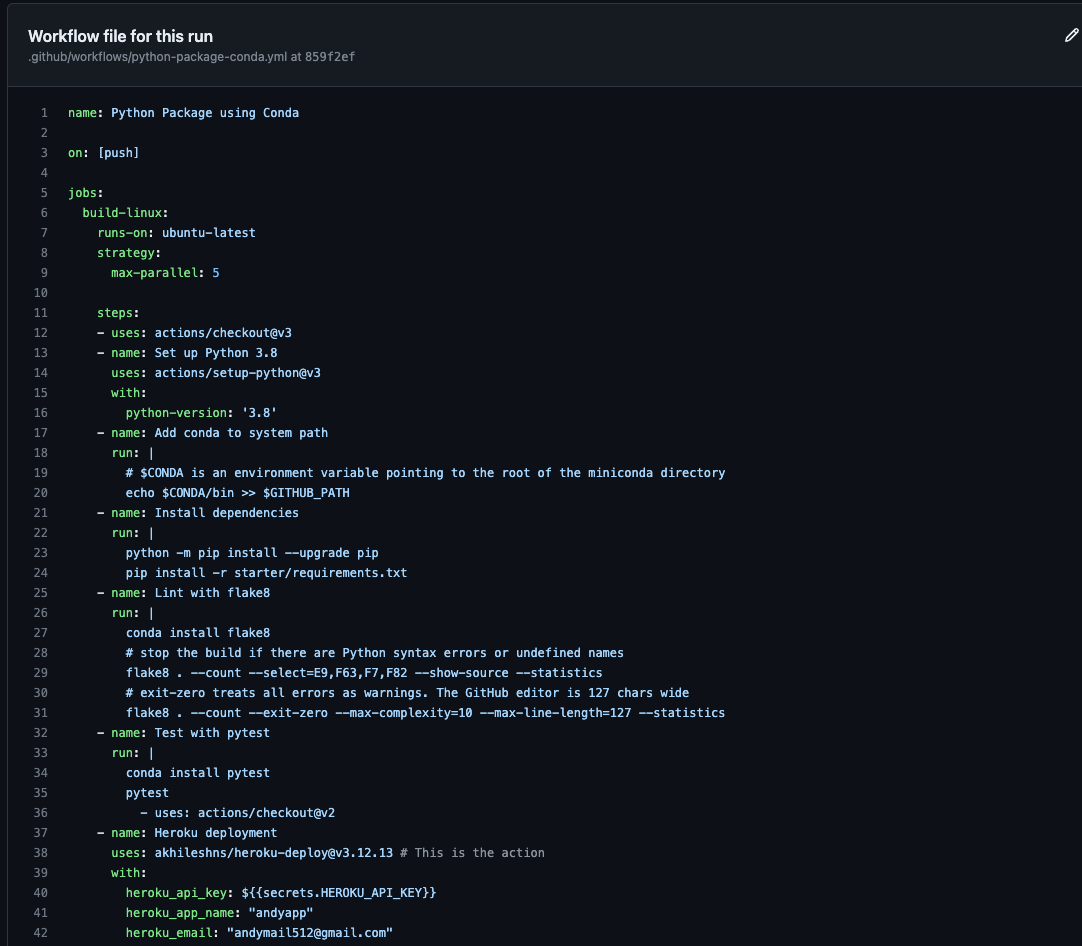 Workflow file for this run
.github/workflows/python-package-conda.yml at 859f2ef
1 name: Python Package using Conda
2
3 on: [push]
4
5 jobs:
6   build-linux:
7     runs-on: ubuntu-latest
8     strategy:
9       max-parallel: 5
10
11     steps:
12     - uses: actions/checkout@v3
13     - name: Set up Python 3.8
14       uses: actions/setup-python@v3
15       with:
16         python-version: '3.8'
17     - name: Add conda to system path
18       run: |
19         # $CONDA is an environment variable pointing to the root of the miniconda directory
20         echo $CONDA/bin >> $GITHUB_PATH
21     - name: Install dependencies
22       run: |
23         python -m pip install --upgrade pip
24         pip install -r starter/requirements.txt
25     - name: Lint with flake8
26       run: |
27         conda install flake8
28         # stop the build if there are Python syntax errors or undefined names
29         flake8 . --count --select=E9,F63,F7,F82 --show-source --statistics
30         # exit-zero treats all errors as warnings. The GitHub editor is 127 chars wide
31         flake8 . --count --exit-zero --max-complexity=10 --max-line-length=127 --statistics
32     - name: Test with pytest
33       run: |
34         conda install pytest
35         pytest
36           - uses: actions/checkout@v2
37     - name: Heroku deployment
38       uses: akhileshns/heroku-deploy@v3.12.13 # This is the action
39       with:
40         heroku_api_key: ${{secrets.HEROKU_API_KEY}}
41         heroku_app_name: "andyapp"
42         heroku_email: "andymail512@gmail.com"